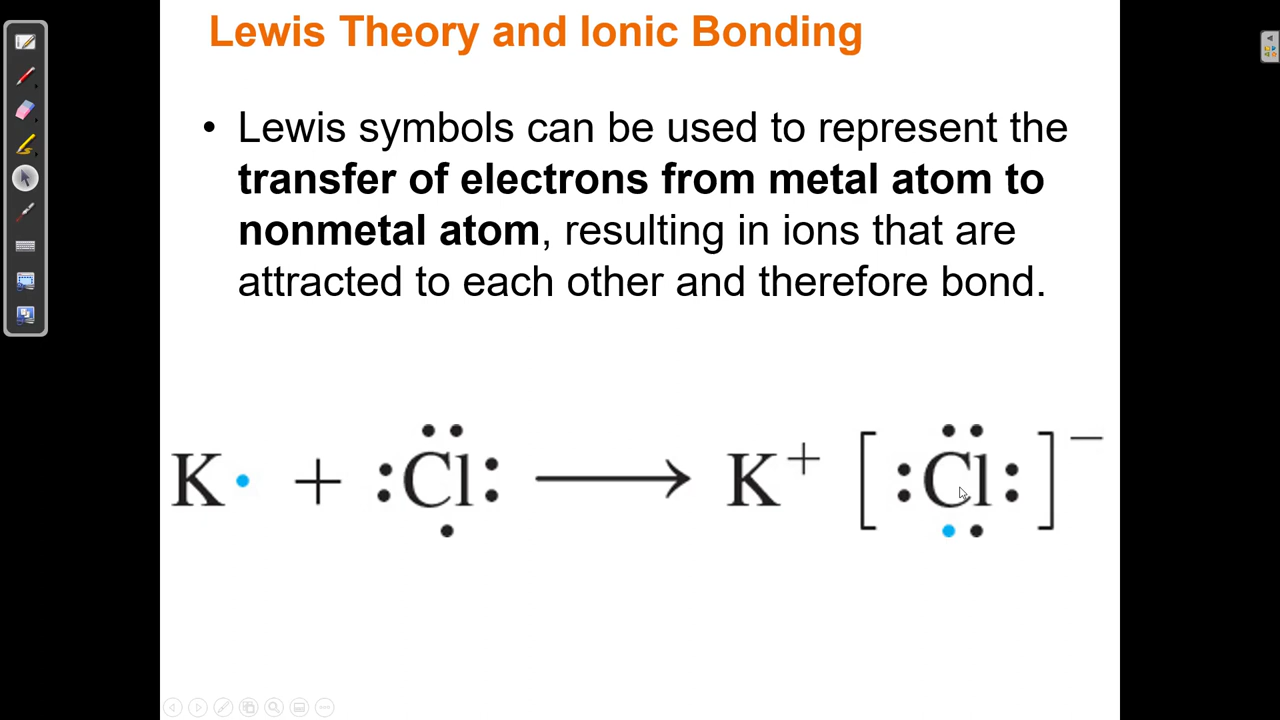 Lewis Theory and Ionic Bonding
• Lewis symbols can be used to represent the
transfer of electrons from metal atom to
nonmetal atom, resulting in ions that are
attracted to each other and therefore bond.
K· + :Cl: ⟶ K⁺ [:Cl:]⁻